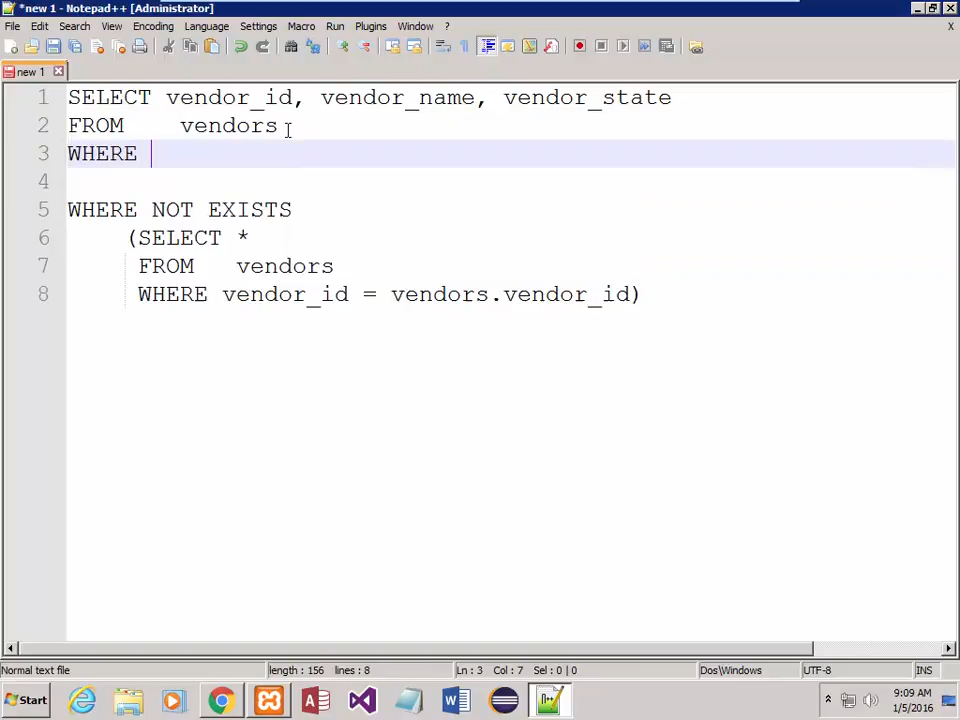 *new 1 - Notepad++ [Administrator]
File Edit Search View Encoding Language Settings Macro Run Plugins Window ? X
new 1
1 SELECT vendor_id, vendor_name, vendor_state
2 FROM vendors
3 WHERE
4
5 WHERE NOT EXISTS
6 (SELECT *
7 FROM vendors
8 WHERE vendor_id = vendors.vendor_id)
Normal text file length : 156 lines : 8 Ln : 3 Col : 7 Sel : 0 | 0 Dos\Windows UTF-8 INS
Start 9:09 AM
1/5/2016